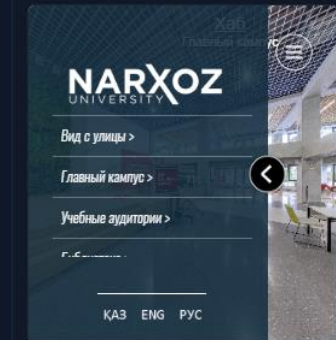 Хаб
Главный кампус
NARXOZ
UNIVERSITY
Вид с улицы >
Главный кампус >
Учебные аудитории >
ҚАЗ ENG РУС